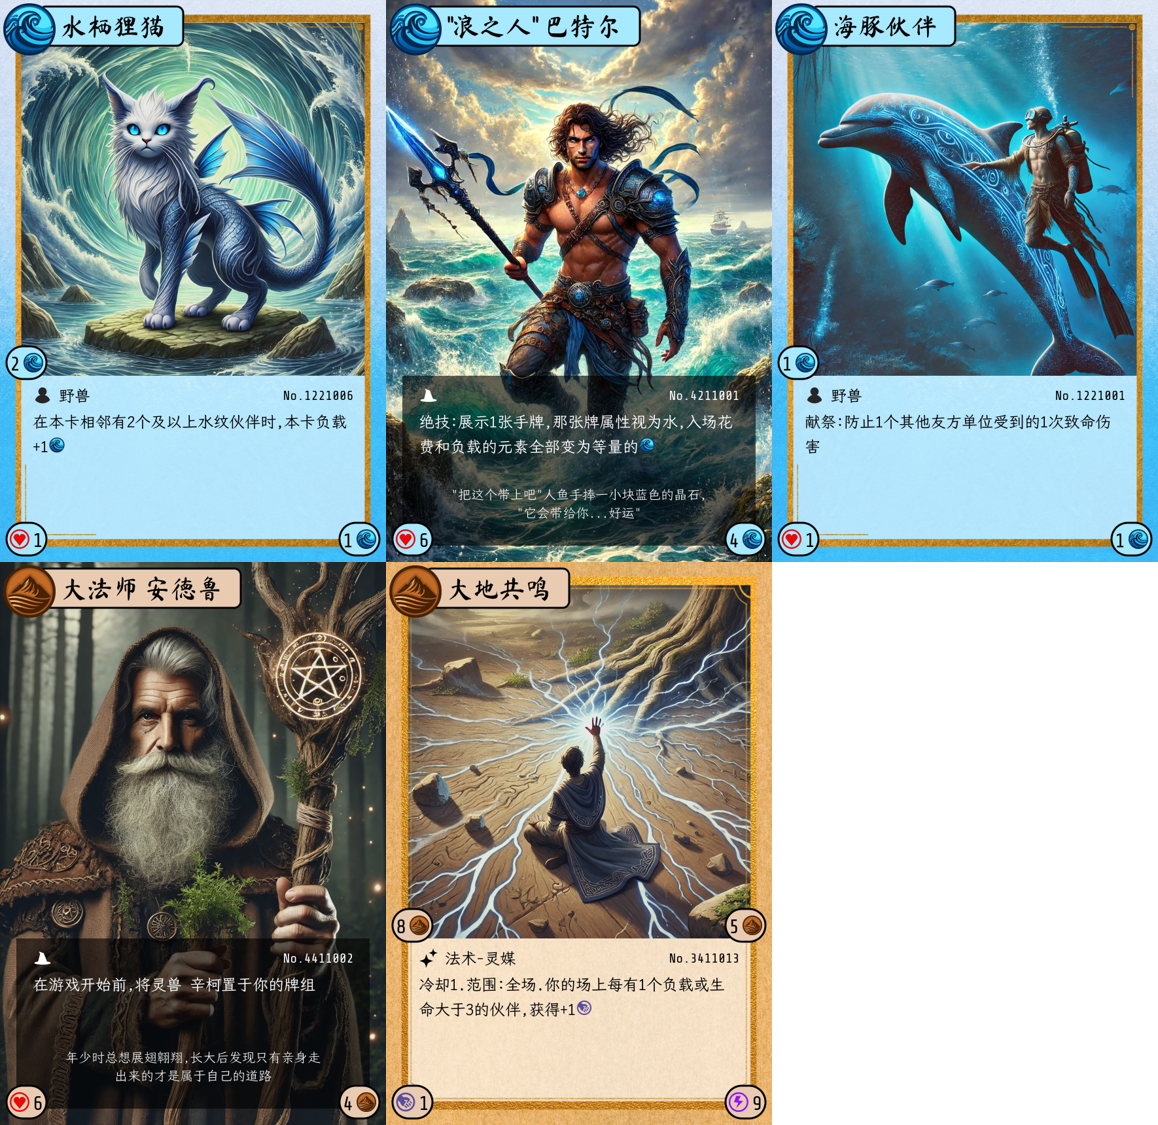 水栖狸猫
2
野兽
No.1221006
在本卡相邻有2个及以上水纹伙伴时,本卡负载
+1
1
1
"浪之人"巴特尔
No.4211001
绝技:展示1张手牌,那张牌属性视为水,入场花
费和负载的元素全部变为等量的
"把这个带上吧"人鱼手捧一小块蓝色的晶石,
"它会带给你...好运"
6
4
海豚伙伴
1
野兽
No.1221001
献祭:防止1个其他友方单位受到的1次致命伤
害
1
1
大法师 安德鲁
No.4411002
在游戏开始前,将灵兽 辛柯置于你的牌组
年少时总想展翅翱翔,长大后发现只有亲身走
出来的才是属于自己的道路
6
4
大地共鸣
8
5
法术-灵媒
No.3411013
冷却1.范围:全场.你的场上每有1个负载或生
命大于3的伙伴,获得+1
1
9